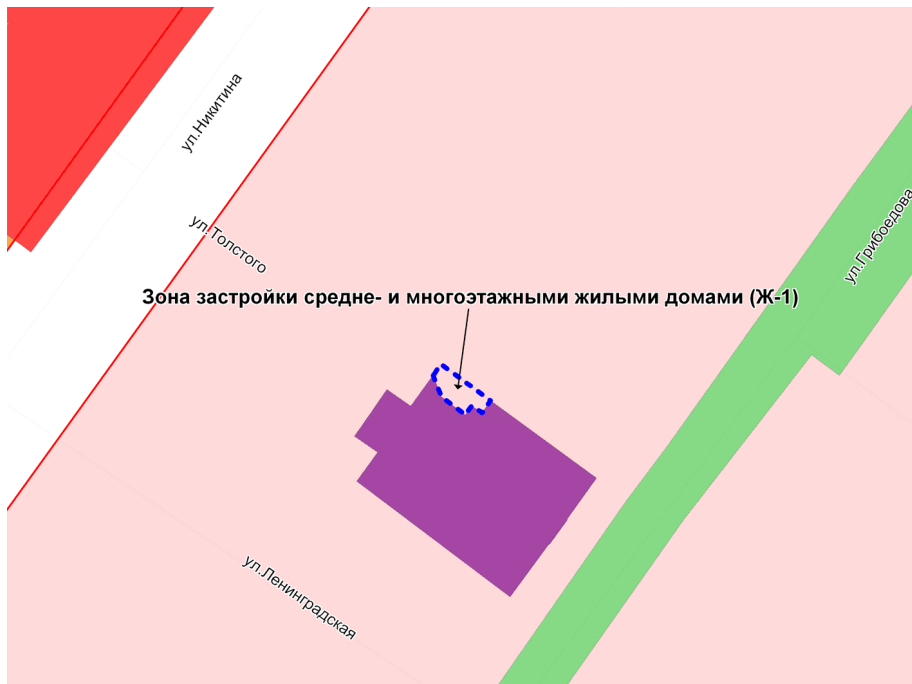 ул.Никитина
ул.Толстого
ул.Грибоедова
Зона застройки средне- и многоэтажными жилыми домами (Ж-1)
ул.Ленинградская